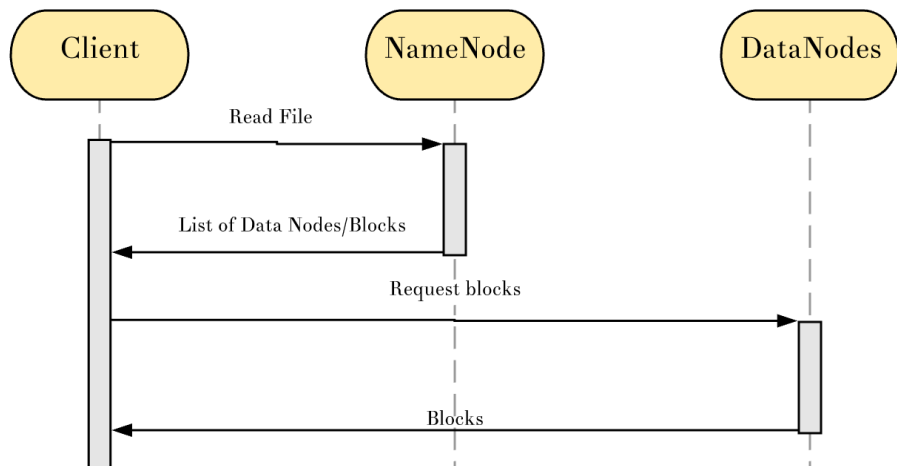 Client
NameNode
DataNodes
Read File
List of Data Nodes/Blocks
Request blocks
Blocks